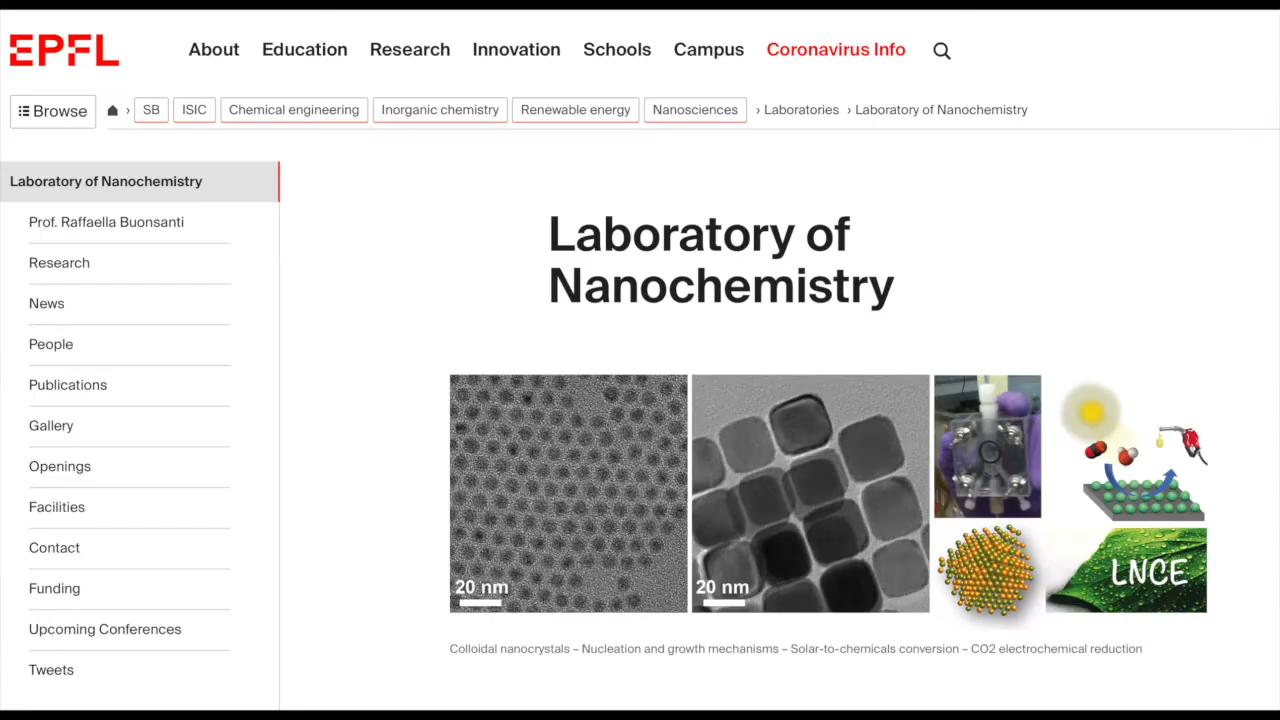 EPFL
About Education Research Innovation Schools Campus Coronavirus Info
Browse › SB ISIC Chemical engineering Inorganic chemistry Renewable energy Nanosciences › Laboratories › Laboratory of Nanochemistry
Laboratory of Nanochemistry
Prof. Raffaella Buonsanti
Research
News
People
Publications
Gallery
Openings
Facilities
Contact
Funding
Upcoming Conferences
Tweets
Laboratory of
Nanochemistry
20 nm
20 nm
LNCE
Colloidal nanocrystals – Nucleation and growth mechanisms – Solar-to-chemicals conversion – CO2 electrochemical reduction